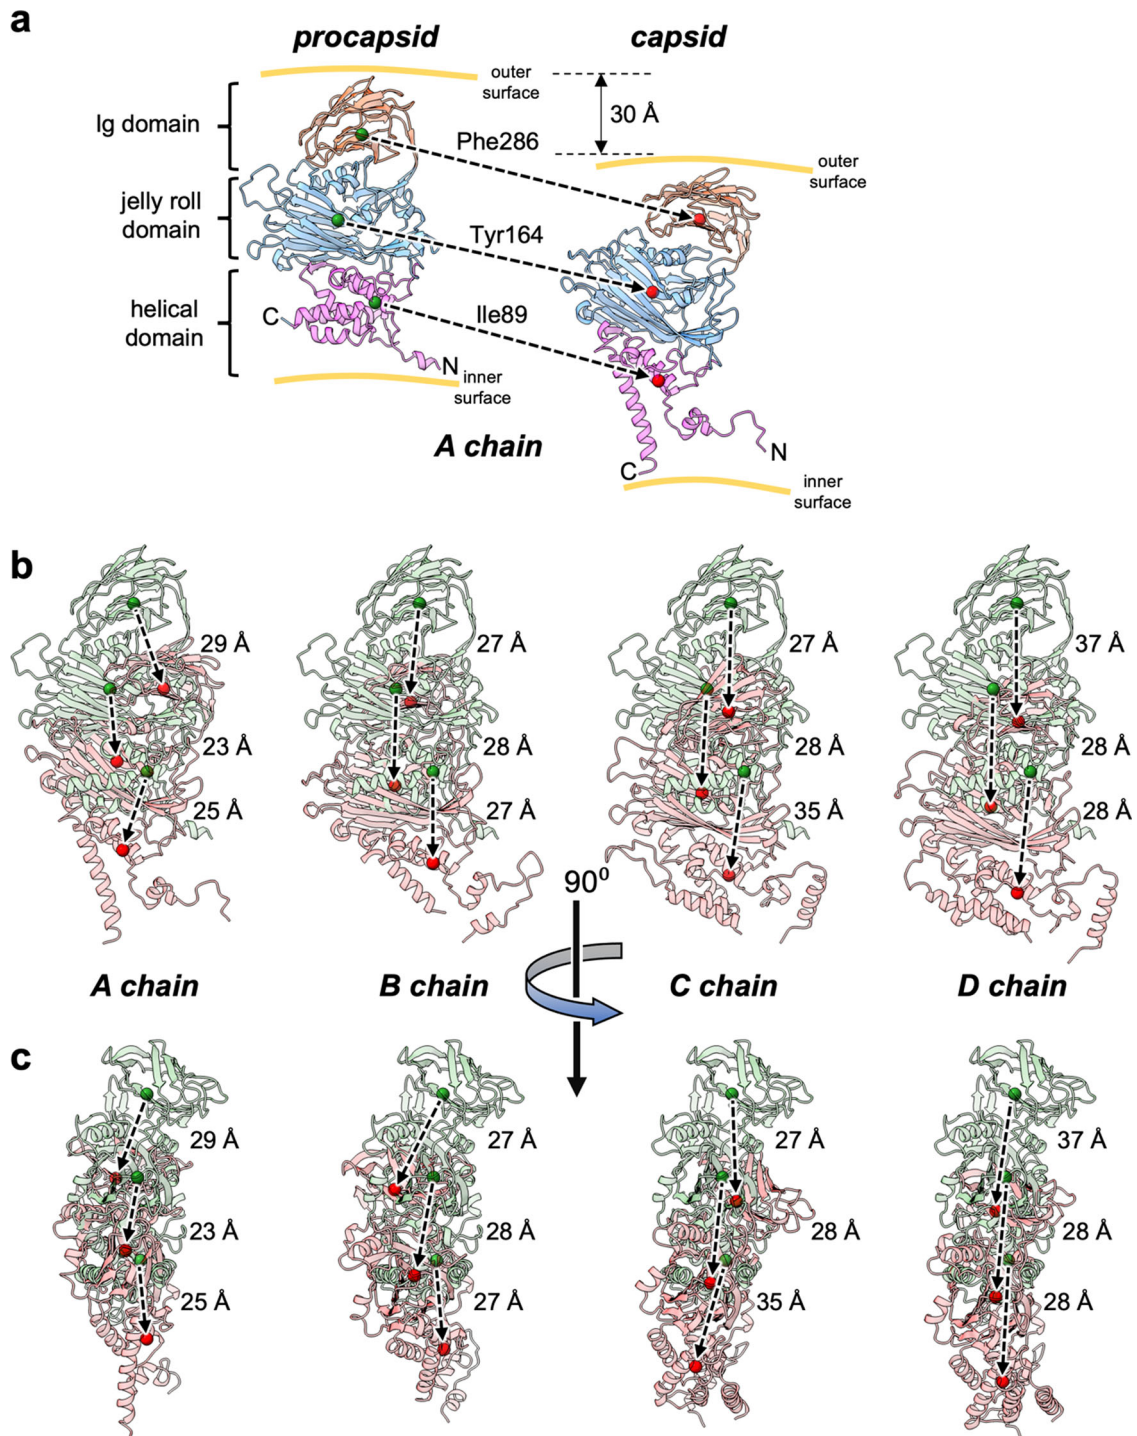 a
procapsid
capsid
outer
surface
30 Å
Ig domain
Phe286
outer
surface
jelly roll
domain
Tyr164
helical
domain
C
Ile89
N
inner
surface
A chain
N
C
inner
surface
b
29 Å
27 Å
27 Å
37 Å
23 Å
28 Å
28 Å
28 Å
25 Å
27 Å
35 Å
28 Å
90⁰
A chain
B chain
C chain
D chain
c
29 Å
27 Å
27 Å
37 Å
23 Å
28 Å
28 Å
28 Å
25 Å
27 Å
35 Å
28 Å